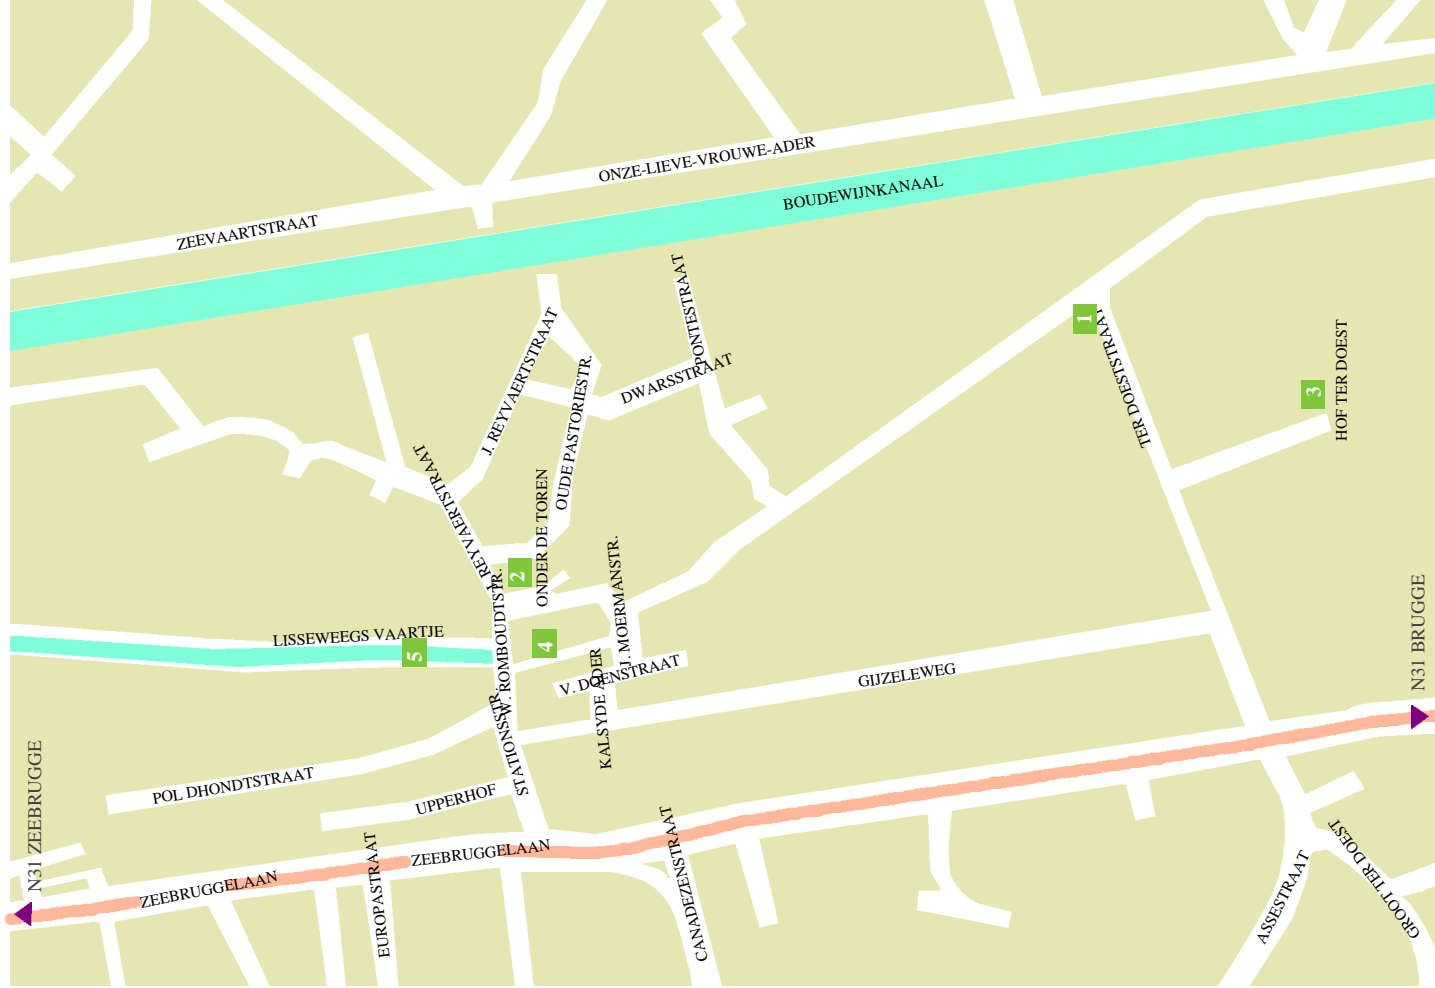 ONZE-LIEVE-VROUWE-ADER
BOUDEWIJNKANAAL
ZEEVAARTSTRAAT
PONTESTRAAT
J. REYVAERTSTRAAT
1
TER DOESTSTRAAT
HOF TER DOEST
3
DWARSSTRAAT
OUDE PASTORIESTR.
J. REYVAERTSTRAAT
ONDER DE TOREN
2
J. MOERMANSTR.
LISSEWEEGS VAARTJE
5
4
W. ROMBOUDTSTR.
V. DOENSTRAAT
KALSYDE ADER
GIJZELEWEG
N31 BRUGGE
STATIONSSTR.
POL DHONDTSTRAAT
UPPERHOF
N31 ZEEBRUGGE
EUROPASTRAAT
ZEEBRUGGELAAN
ZEEBRUGGELAAN
CANADEZENSTRAAT
ASSESTRAAT
GROOT TER DOEST